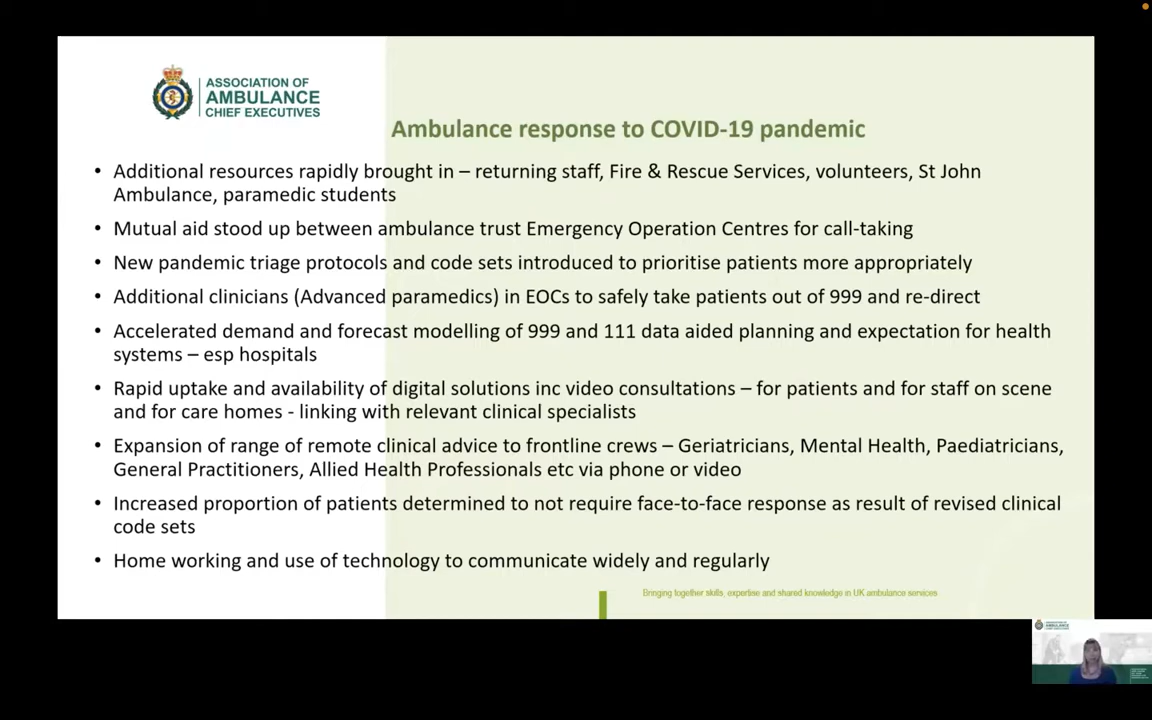 ASSOCIATION OF
AMBULANCE
CHIEF EXECUTIVES
Ambulance response to COVID-19 pandemic
• Additional resources rapidly brought in – returning staff, Fire & Rescue Services, volunteers, St John
Ambulance, paramedic students
• Mutual aid stood up between ambulance trust Emergency Operation Centres for call-taking
• New pandemic triage protocols and code sets introduced to prioritise patients more appropriately
• Additional clinicians (Advanced paramedics) in EOCs to safely take patients out of 999 and re-direct
• Accelerated demand and forecast modelling of 999 and 111 data aided planning and expectation for health
systems – esp hospitals
• Rapid uptake and availability of digital solutions inc video consultations – for patients and for staff on scene
and for care homes - linking with relevant clinical specialists
• Expansion of range of remote clinical advice to frontline crews – Geriatricians, Mental Health, Paediatricians,
General Practitioners, Allied Health Professionals etc via phone or video
• Increased proportion of patients determined to not require face-to-face response as result of revised clinical
code sets
• Home working and use of technology to communicate widely and regularly
Bringing together skills, expertise and shared knowledge in UK ambulance services
ASSOCIATION OF
AMBULANCE
CHIEF EXECUTIVES